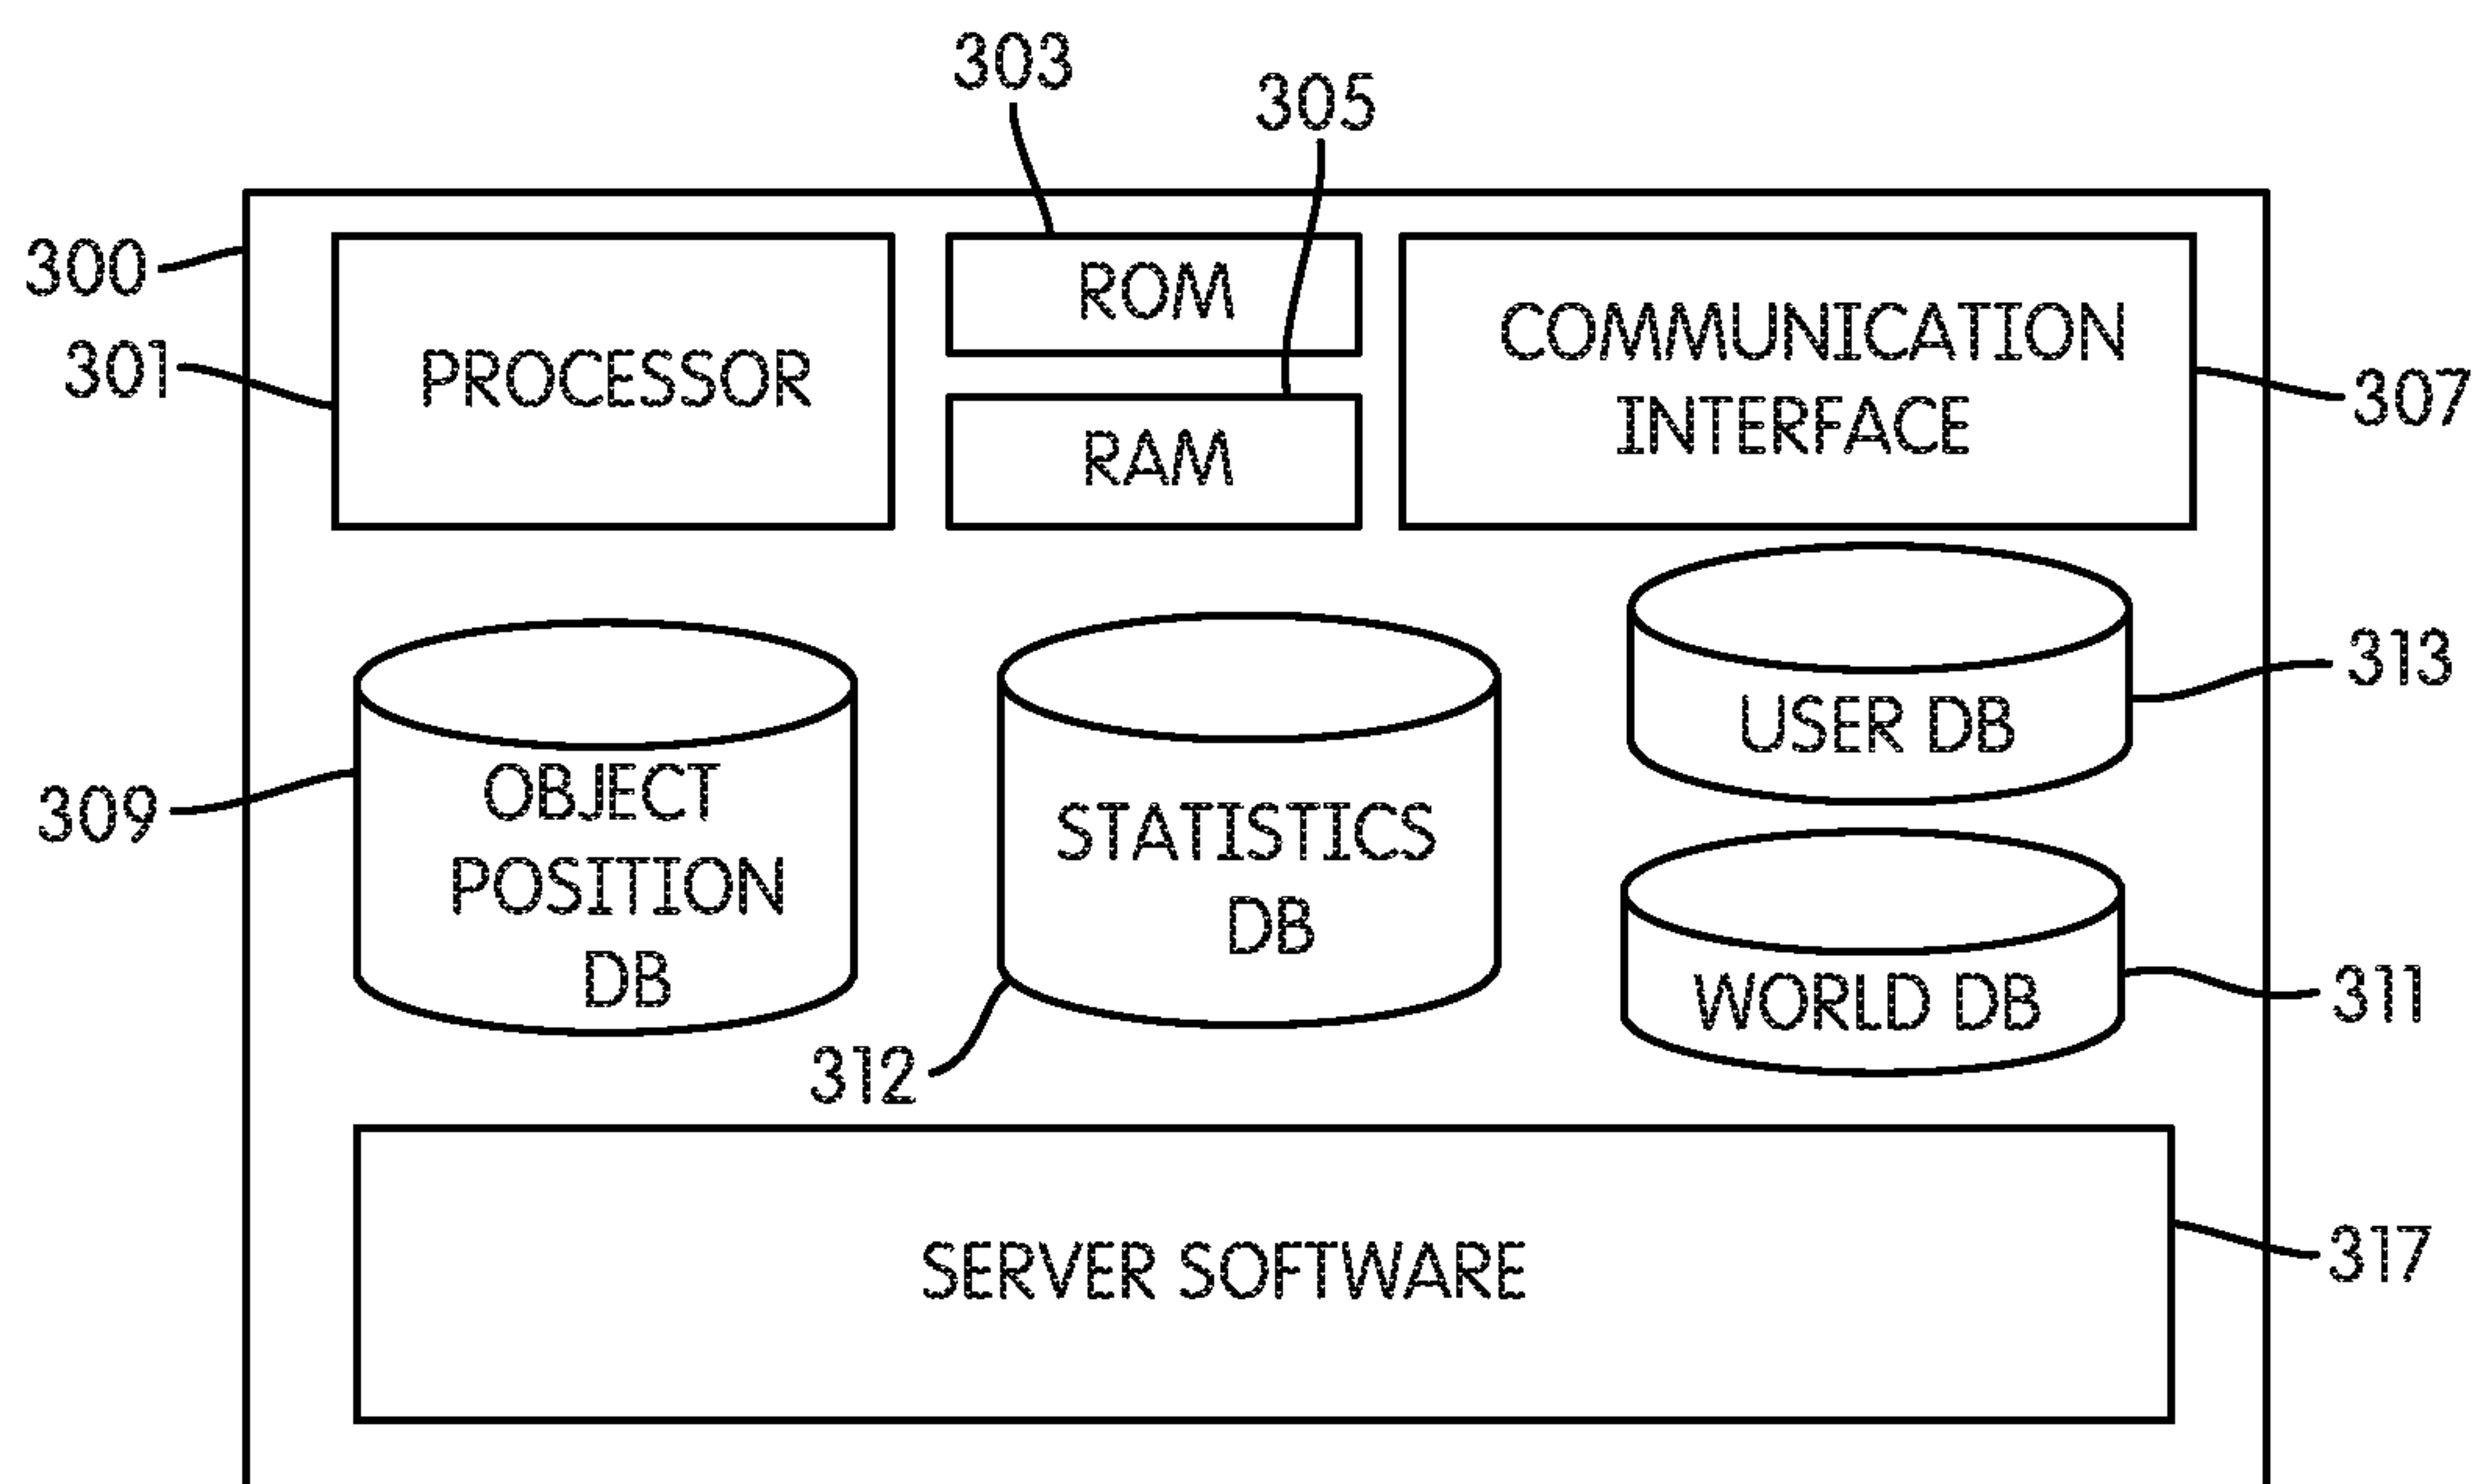 303
305
300
301
PROCESSOR
ROM
RAM
COMMUNICATION
INTERFACE
307
309
OBJECT
POSITION
DB
STATISTICS
DB
312
USER DB
313
WORLD DB
311
SERVER SOFTWARE
317